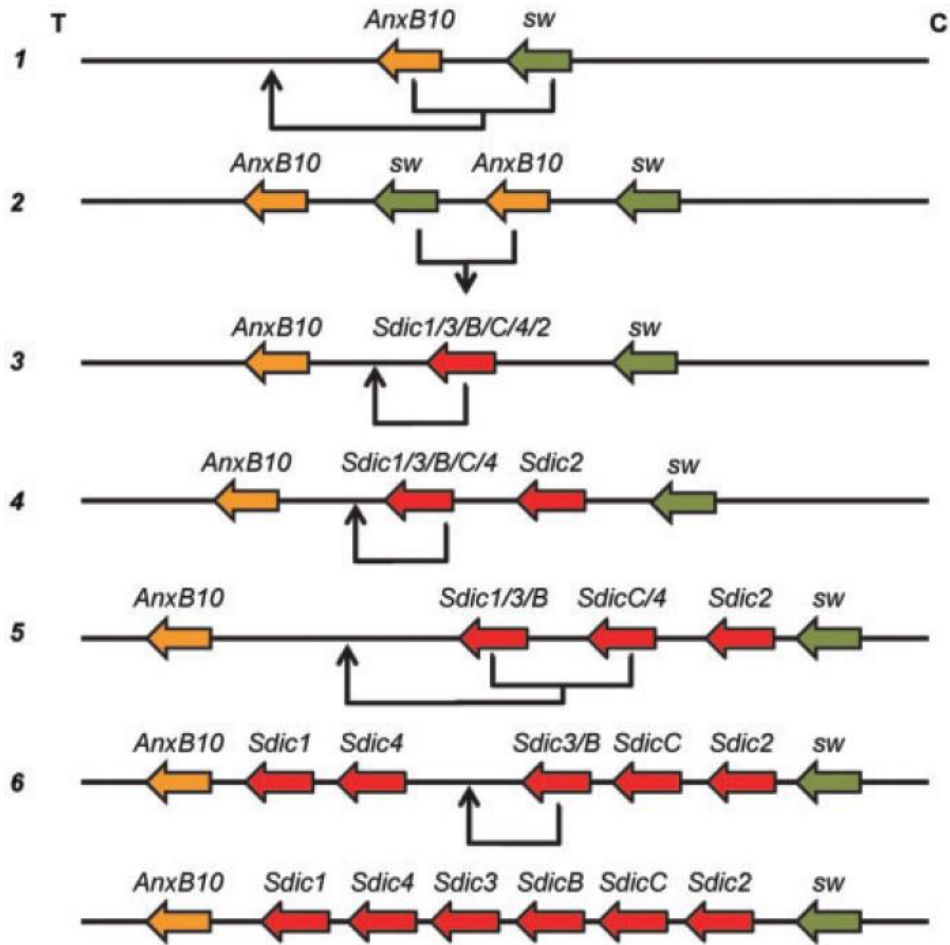 T C
AnxB10 sw
1
AnxB10 sw AnxB10 sw
2
AnxB10 Sdic1/3/B/C/4/2 sw
3
AnxB10 Sdic1/3/B/C/4 Sdic2 sw
4
AnxB10 Sdic1/3/B SdicC/4 Sdic2 sw
5
AnxB10 Sdic1 Sdic4 Sdic3/B SdicC Sdic2 sw
6
AnxB10 Sdic1 Sdic4 Sdic3 SdicB SdicC Sdic2 sw